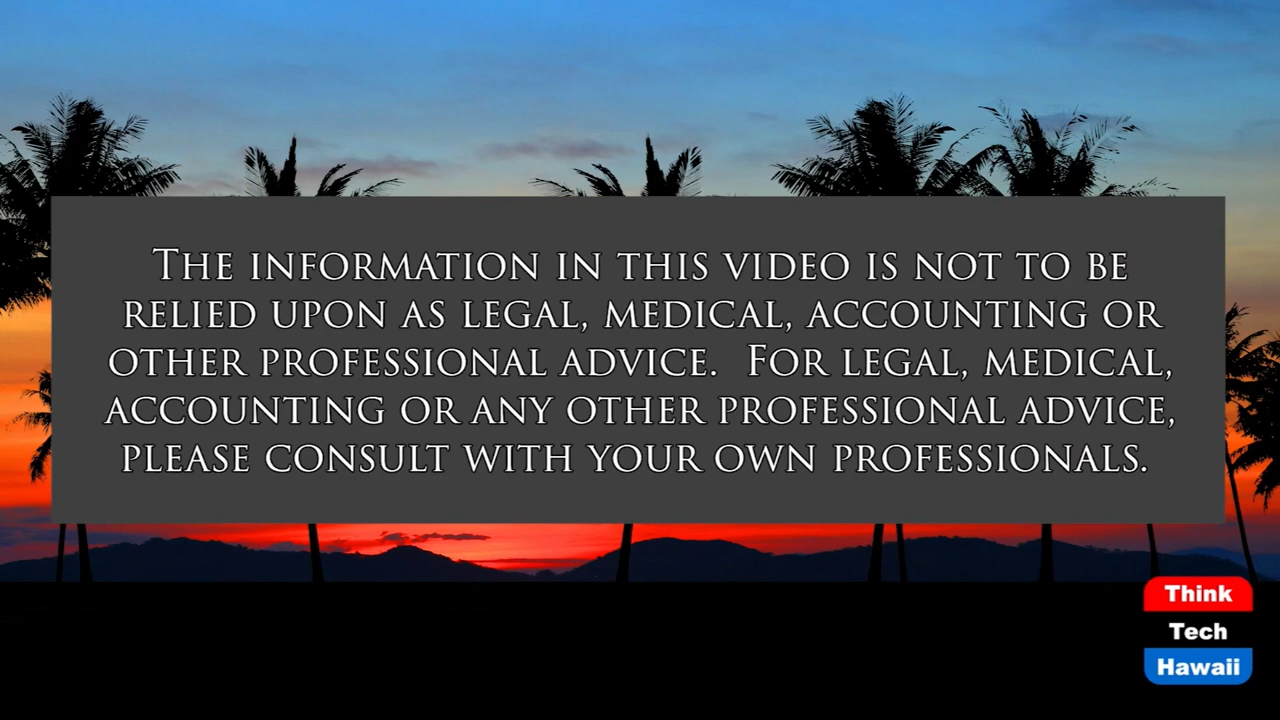 The information in this video is not to be
relied upon as legal, medical, accounting or
other professional advice.  For legal, medical,
accounting or any other professional advice,
please consult with your own professionals.
Think
Tech
Hawaii